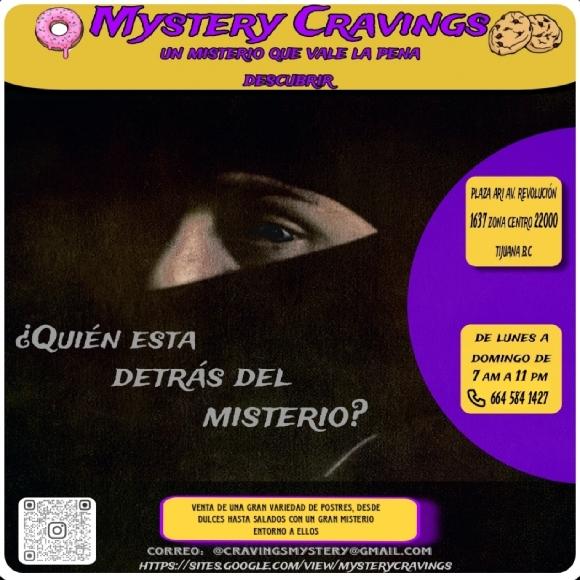 Mystery Cravings
un misterio que vale la pena
descubrir
Plaza Ari Av. Revolución
1637 Zona Centro 22000
Tijuana B.C
¿Quién esta
detrás del
misterio?
de lunes a
domingo de
7 am a 11 pm
664 584 1427
Venta de una gran variedad de postres, desde
dulces hasta salados con un gran misterio
entorno a ellos
Correo: @cravingsmystery@gmail.com
https://sites.google.com/view/mysterycravings